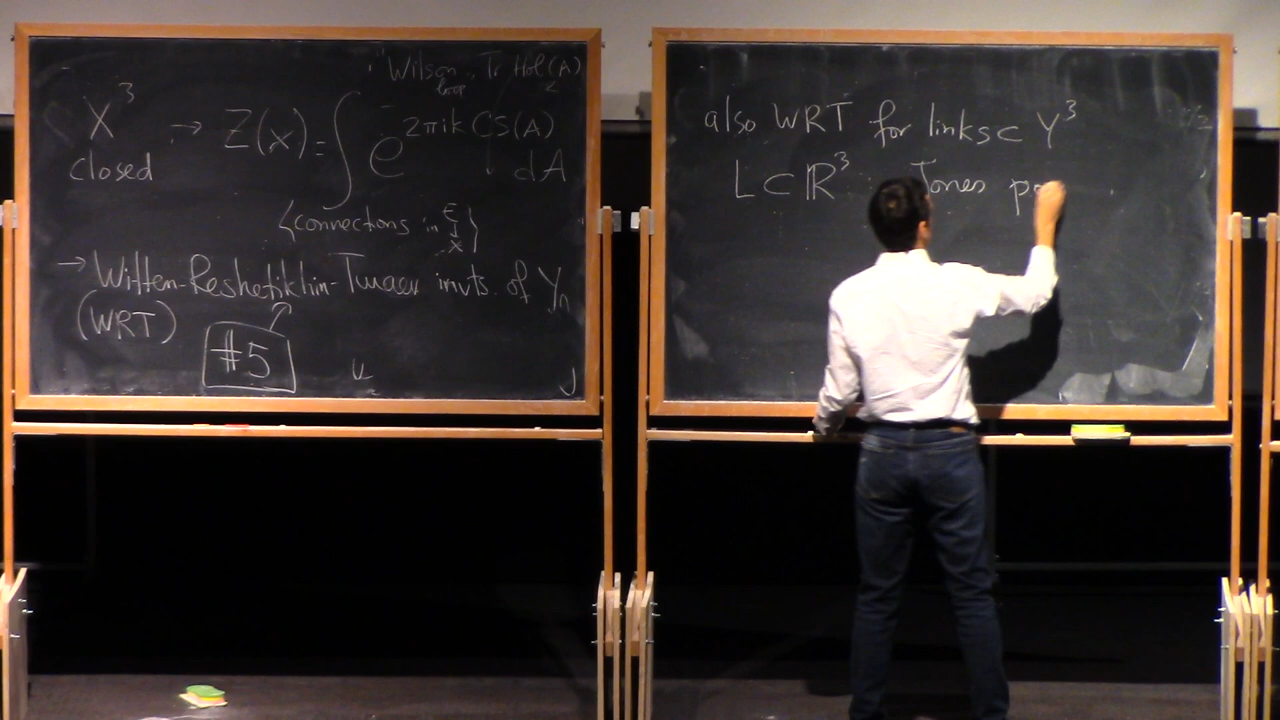 "Wilson loop Tr Hol(A)
X³ → Z(X) = ∫ e^{2πik CS(A)} dA
closed
{connections in E ↓ X}
→ Witten-Reshetikhin-Turaev invts. of Y
(WRT)
#5
also WRT for links ⊂ Y³
L ⊂ ℝ³ Jones po